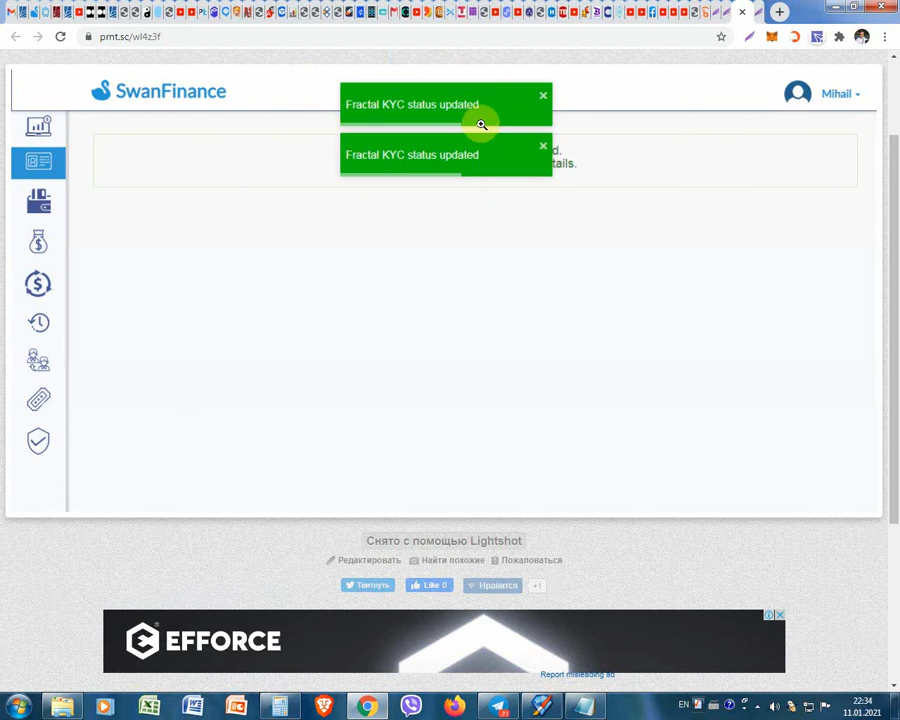 prnt.sc/wl4z3f
SwanFinance
Mihail
Fractal KYC status updated
Fractal KYC status updated
d.
tails.
Снято с помощью Lightshot
Редактировать
Найти похожие
Пожаловаться
Твитнуть
Like 0
Нравится
+1
EFFORCE
Report misleading ad
EN
22:34
11.01.2021